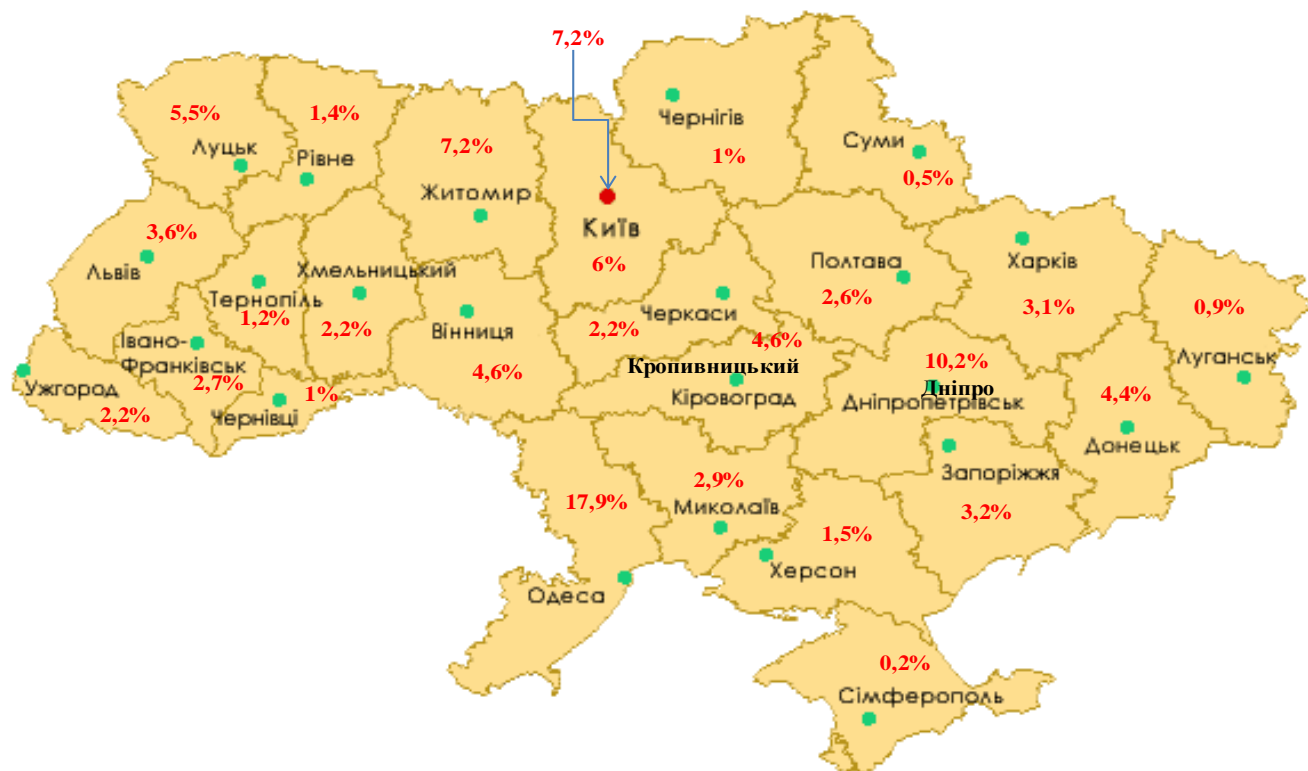 7,2%
5,5%
Луцьк
1,4%
Рівне
7,2%
Житомир
Київ
6%
Чернігів
1%
Суми
0,5%
3,6%
Львів
Тернопіль
1,2%
Хмельницький
2,2%
Вінниця
4,6%
2,2%
Черкаси
Полтава
2,6%
Харків
3,1%
0,9%
Луганськ
Івано-
Франківськ
2,7%
Ужгород
2,2%
Чернівці
1%
4,6%
Кропивницький
Кіровоград
10,2%
Дніпро
Дніпропетрівськ
4,4%
Донецьк
Запоріжжя
3,2%
17,9%
Одеса
2,9%
Миколаїв
1,5%
Херсон
0,2%
Сімферополь